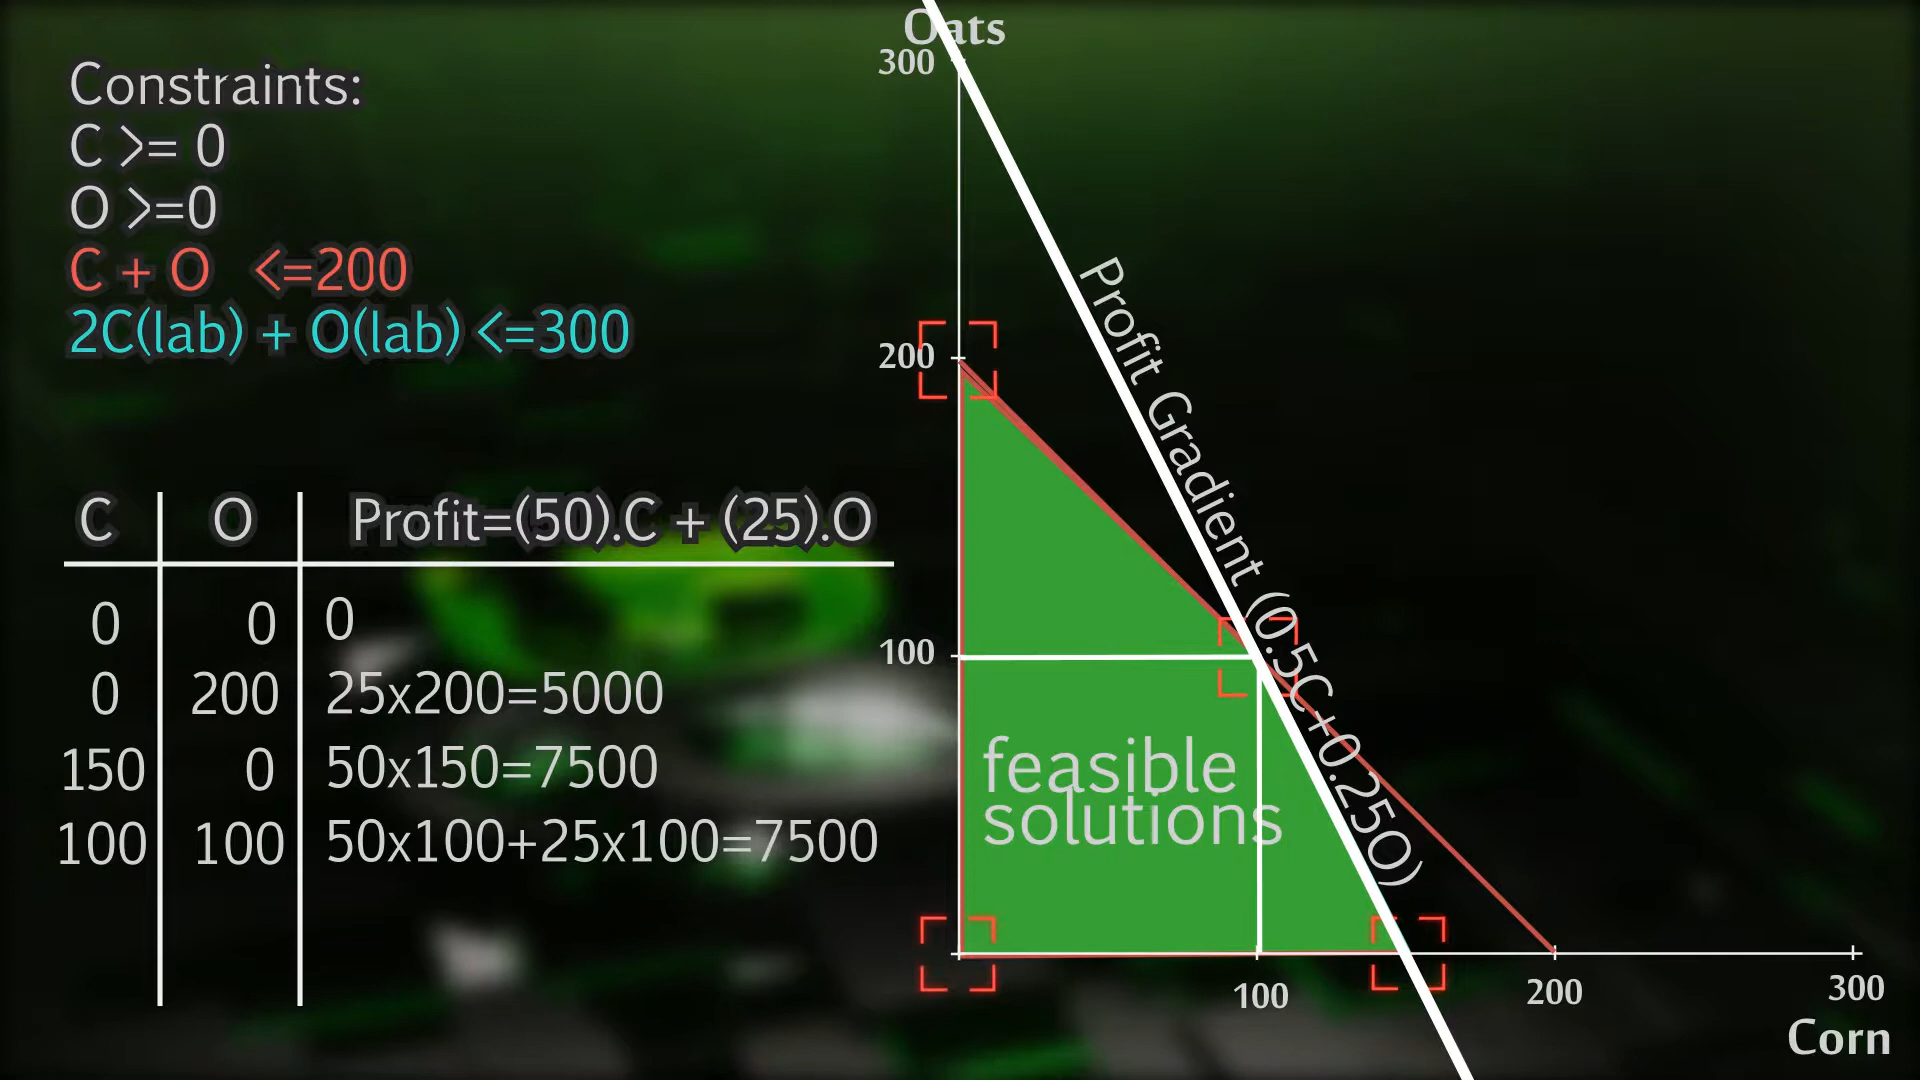 Constraints:
C >= 0
O >=0
C + O <=200
2C(lab) + O(lab) <=300
C O Profit=(50).C + (25).O
0 0 0
0 200 25x200=5000
150 0 50x150=7500
100 100 50x100+25x100=7500
Oats
300
200
100
Profit Gradient (0.5C+0.25O)
feasible
solutions
100 200 300
Corn